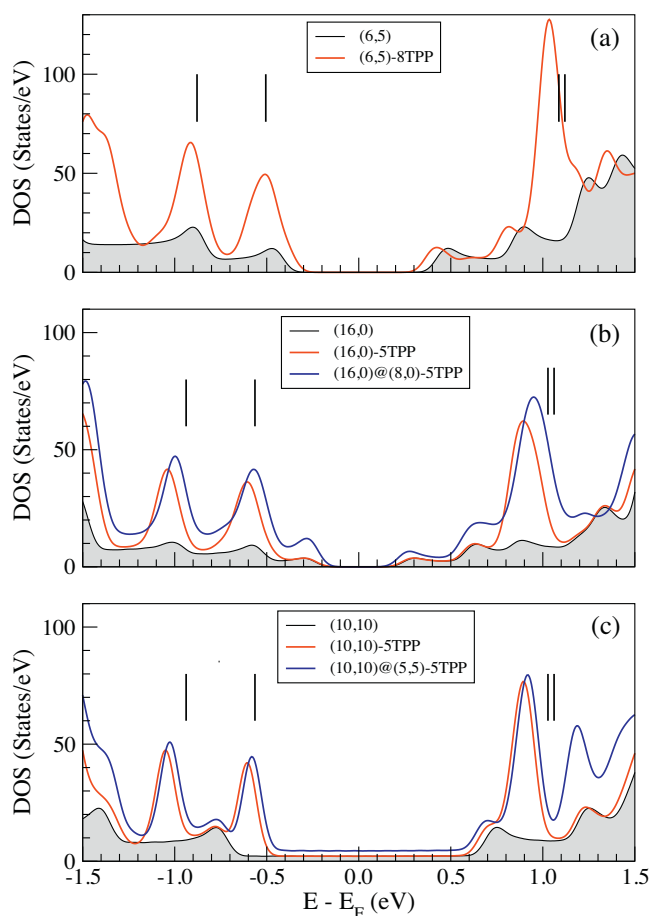 (a)
(6,5)
(6,5)-8TPP
DOS (States/eV)
100
50
0
(b)
(16,0)
(16,0)-5TPP
(16,0)@(8,0)-5TPP
DOS (States/eV)
100
50
0
(c)
(10,10)
(10,10)-5TPP
(10,10)@(5,5)-5TPP
DOS (States/eV)
100
50
0
-1.5 -1.0 -0.5 0.0 0.5 1.0 1.5
E - E_F (eV)